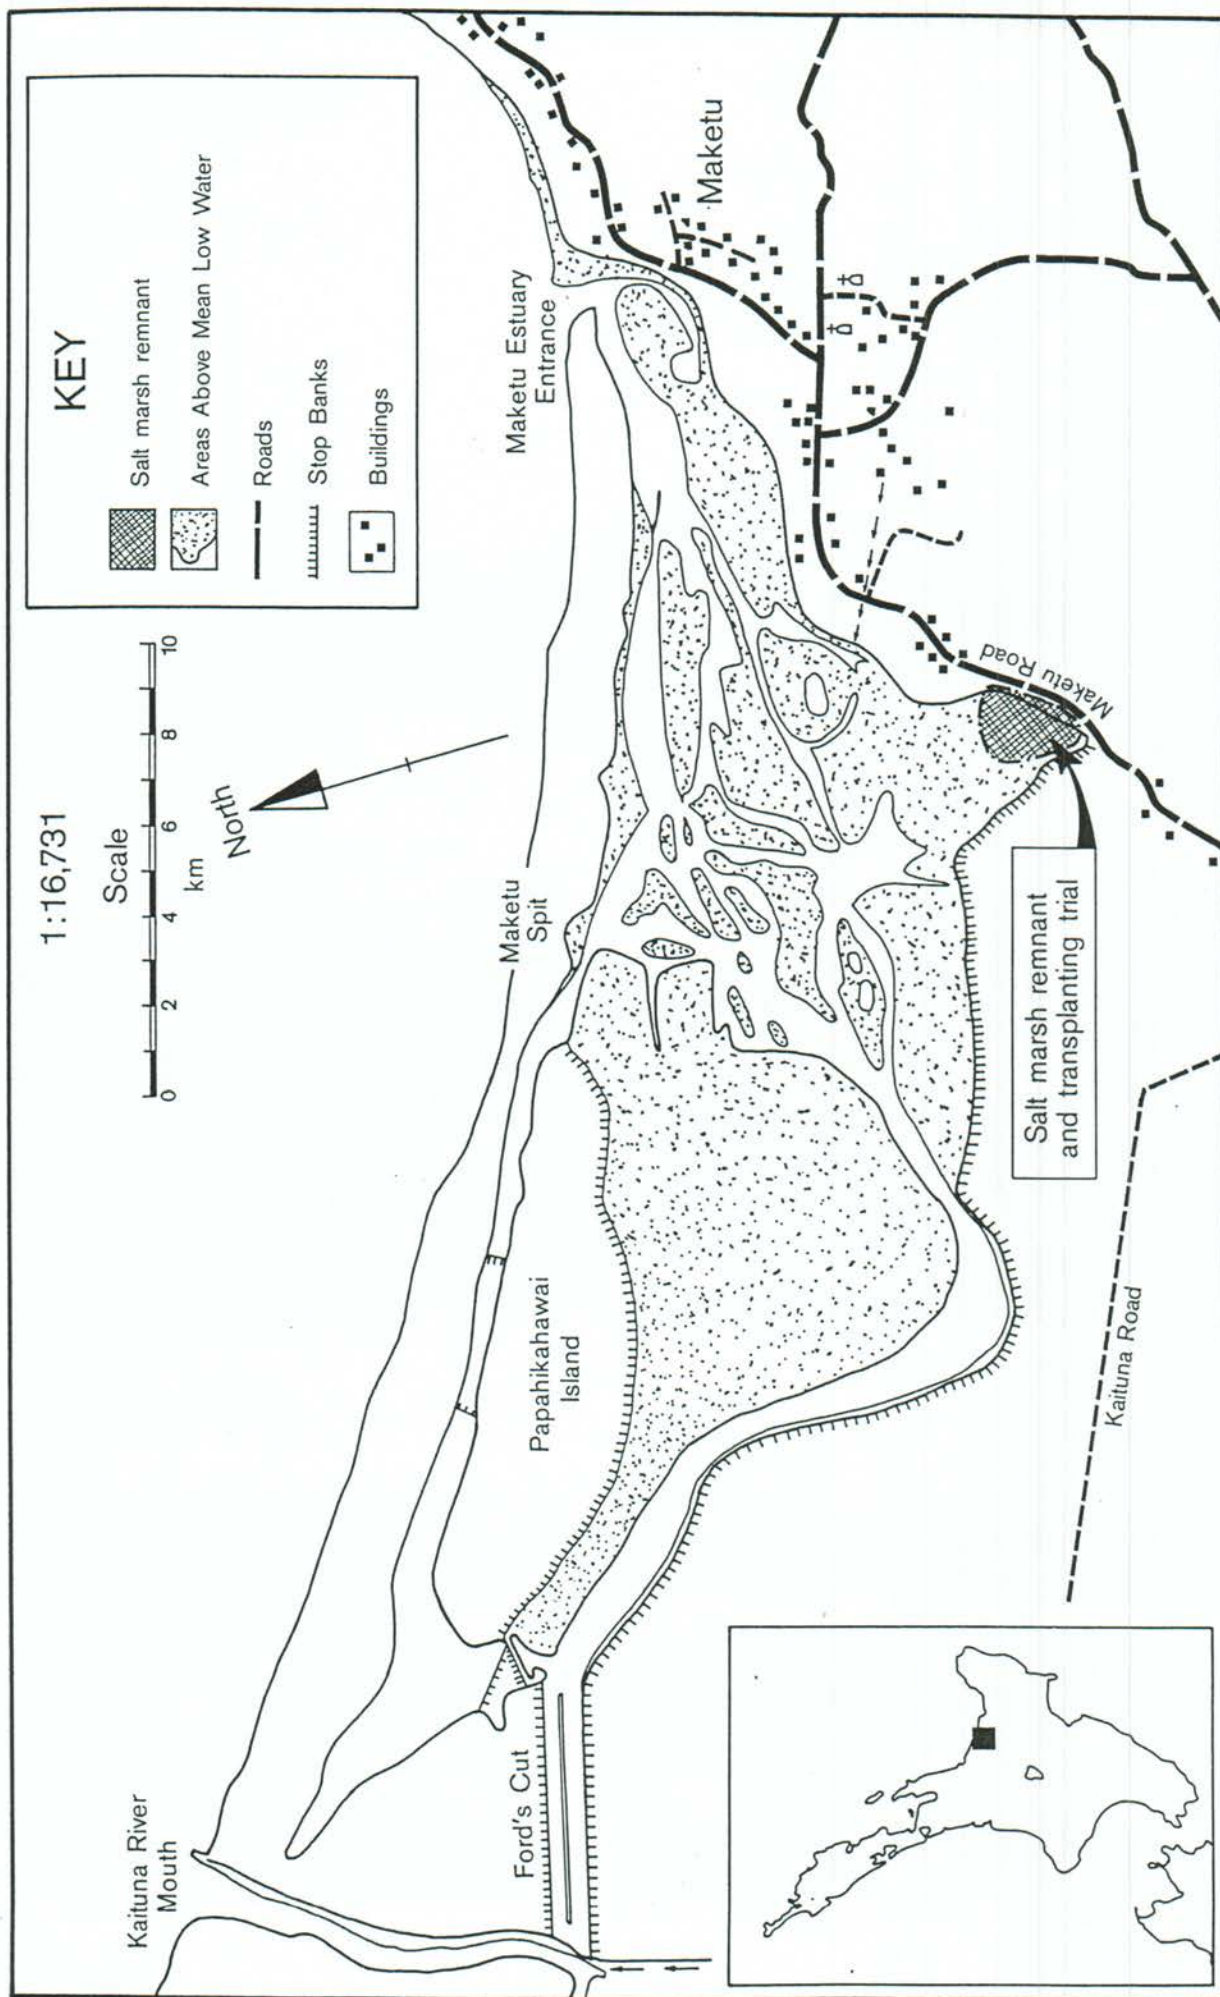 KEY
Salt marsh remnant
Areas Above Mean Low Water
Roads
Stop Banks
Buildings
1:16,731
Scale
0 2 4 6 8 10
km
North
Kaituna River
Mouth
Maketu
Spit
Maketu Estuary
Entrance
Maketu
Papahikahawai
Island
Ford's Cut
Maketu Road
Salt marsh remnant
and transplanting trial
Kaituna Road